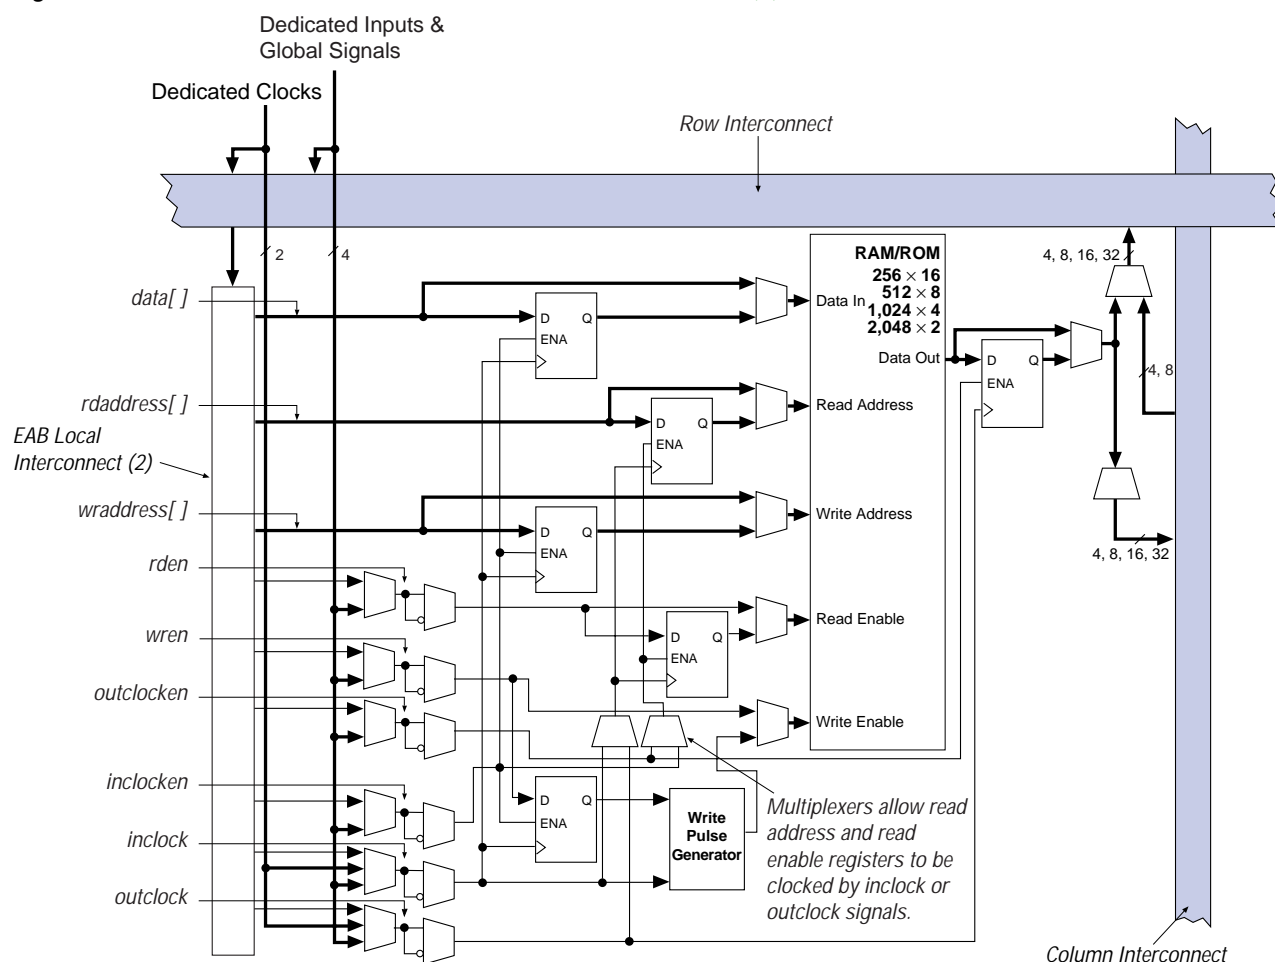 Dedicated Inputs &
Global Signals
Dedicated Clocks
Row Interconnect
2
4
RAM/ROM
256 × 16
512 × 8
1,024 × 4
2,048 × 2
4, 8, 16, 32
data[ ]
D
Q
ENA
Data In
Data Out
D
Q
ENA
4, 8
rdaddress[ ]
D
Q
ENA
Read Address
EAB Local
Interconnect (2)
wraddress[ ]
D
Q
ENA
Write Address
4, 8, 16, 32
rden
D
Q
ENA
Read Enable
wren
outclocken
Write Enable
inclocken
D
Q
ENA
Write
Pulse
Generator
Multiplexers allow read
address and read
enable registers to be
clocked by inclock or
outclock signals.
inclock
outclock
Column Interconnect